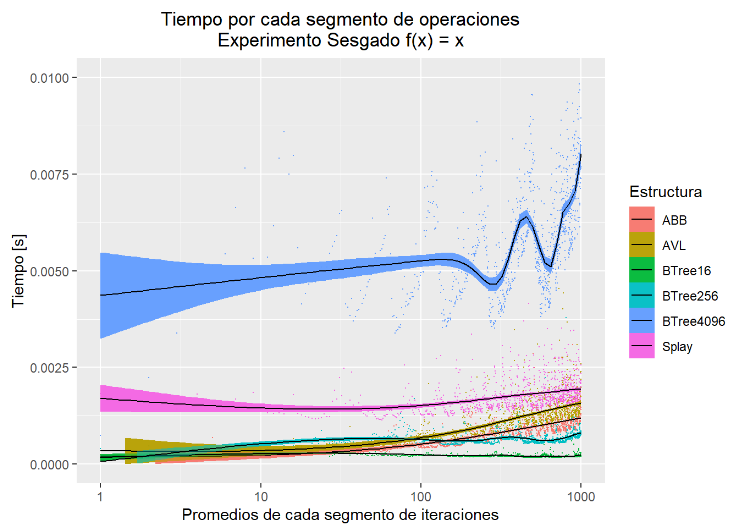 Tiempo por cada segmento de operaciones
Experimento Sesgado f(x) = x
0.0100
0.0075
0.0050
0.0025
0.0000
Tiempo [s]
1
10
100
1000
Promedios de cada segmento de iteraciones
Estructura
ABB
AVL
BTree16
BTree256
BTree4096
Splay